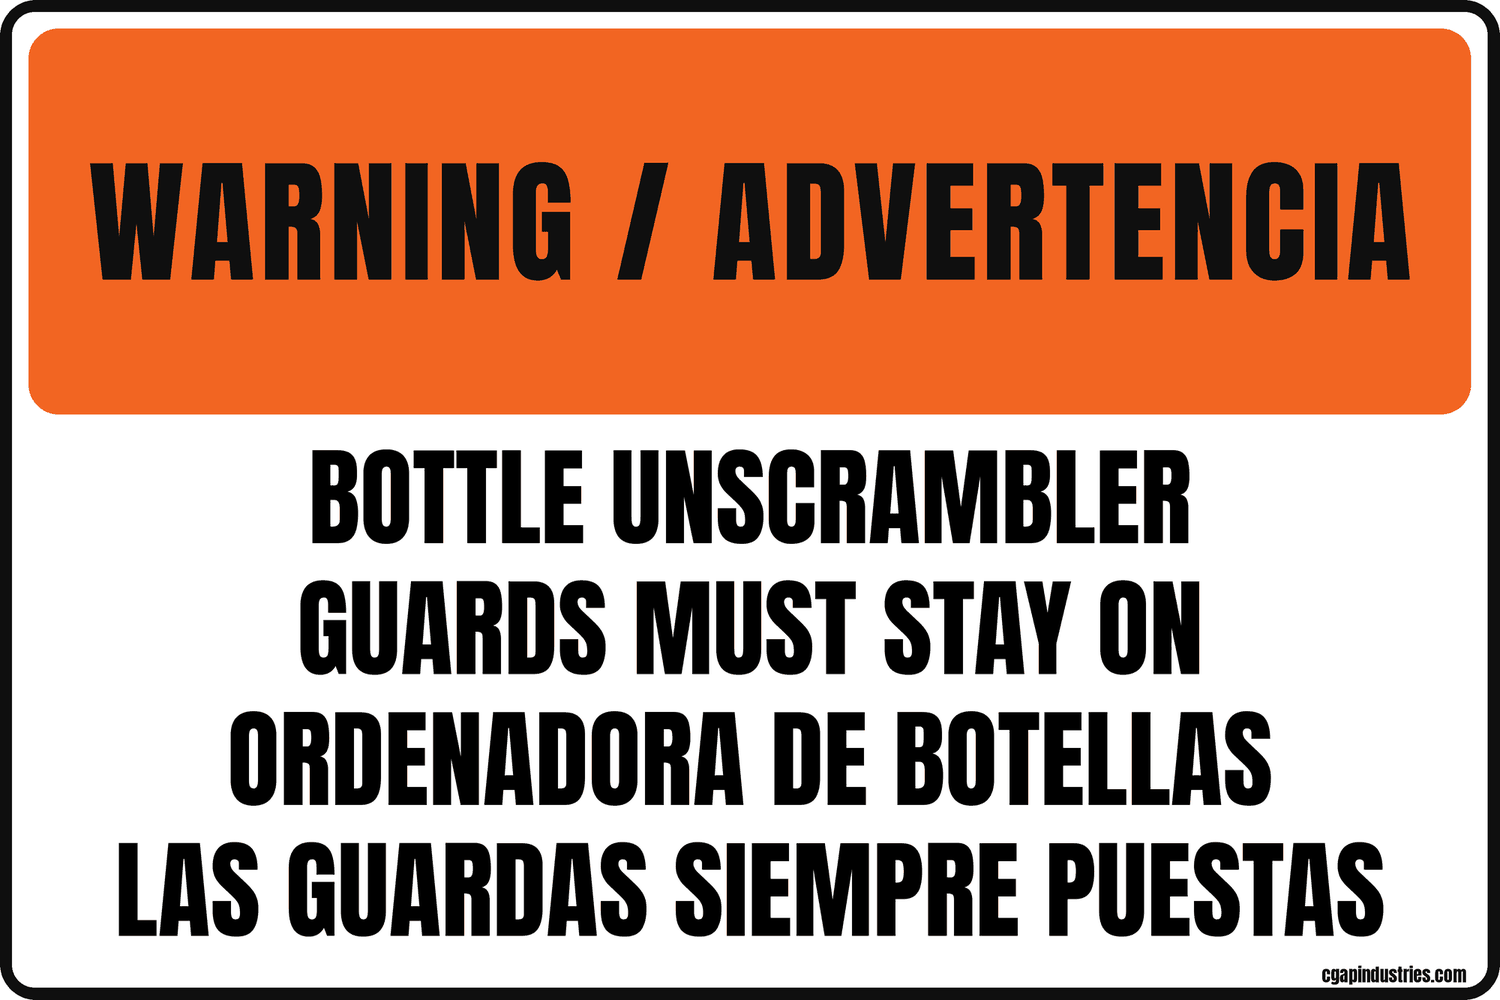 WARNING / ADVERTENCIA
BOTTLE UNSCRAMBLER
GUARDS MUST STAY ON
ORDENADORA DE BOTELLAS
LAS GUARDAS SIEMPRE PUESTAS
cgapindustries.com